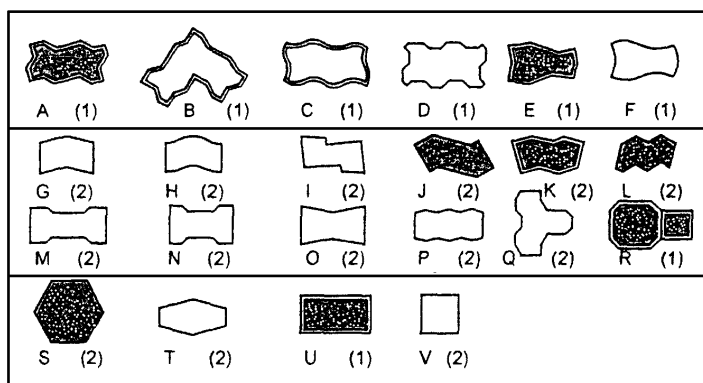 A (1) B (1) C (1) D (1) E (1) F (1)
G (2) H (2) I (2) J (2) K (2) L (2)
M (2) N (2) O (2) P (2) Q (2) R (1)
S (2) T (2) U (1) V (2)